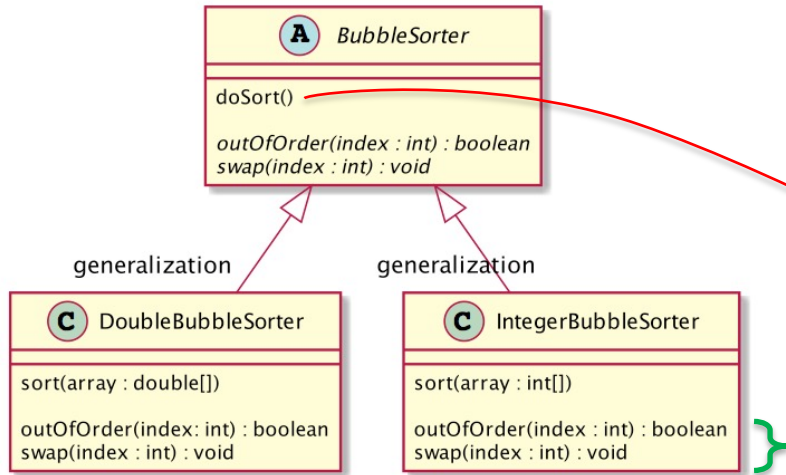 A BubbleSorter
doSort()
outOfOrder(index : int) : boolean
swap(index : int) : void
generalization
generalization
C DoubleBubbleSorter
sort(array : double[])
outOfOrder(index: int) : boolean
swap(index : int) : void
C IntegerBubbleSorter
sort(array : int[])
outOfOrder(index : int) : boolean
swap(index : int) : void